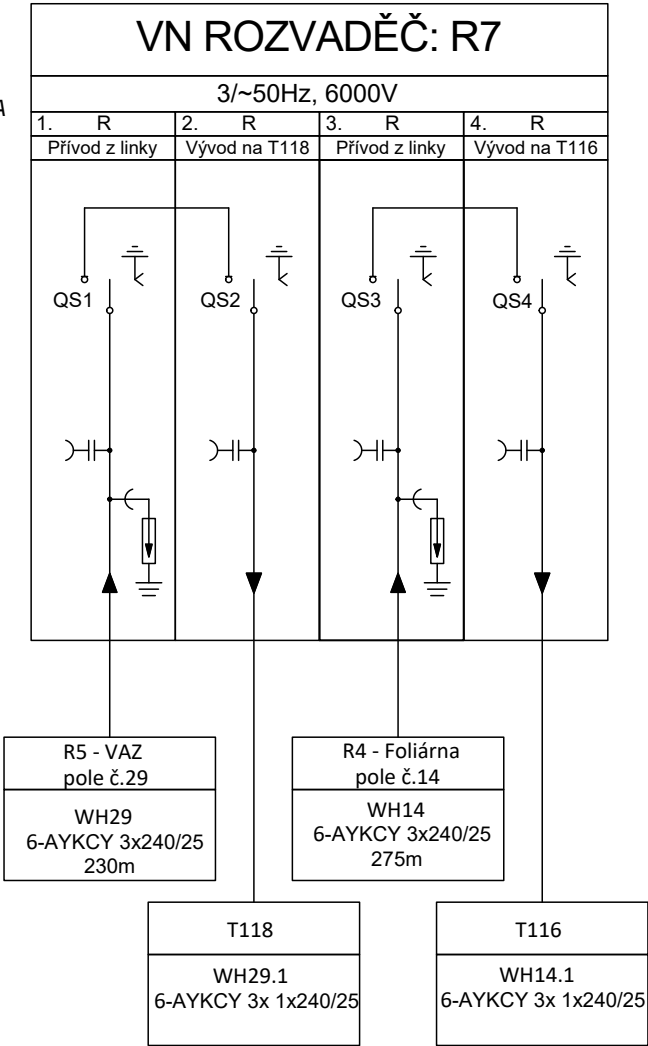 VN ROZVADĚČ: R7
3/~50Hz, 6000V
A
1. R 2. R 3. R 4. R
Přívod z linky Vývod na T118 Přívod z linky Vývod na T116
QS1 QS2 QS3 QS4
R5 - VAZ
pole č.29
WH29
6-AYKCY 3x240/25
230m
R4 - Foliárna
pole č.14
WH14
6-AYKCY 3x240/25
275m
T118
WH29.1
6-AYKCY 3x 1x240/25
T116
WH14.1
6-AYKCY 3x 1x240/25